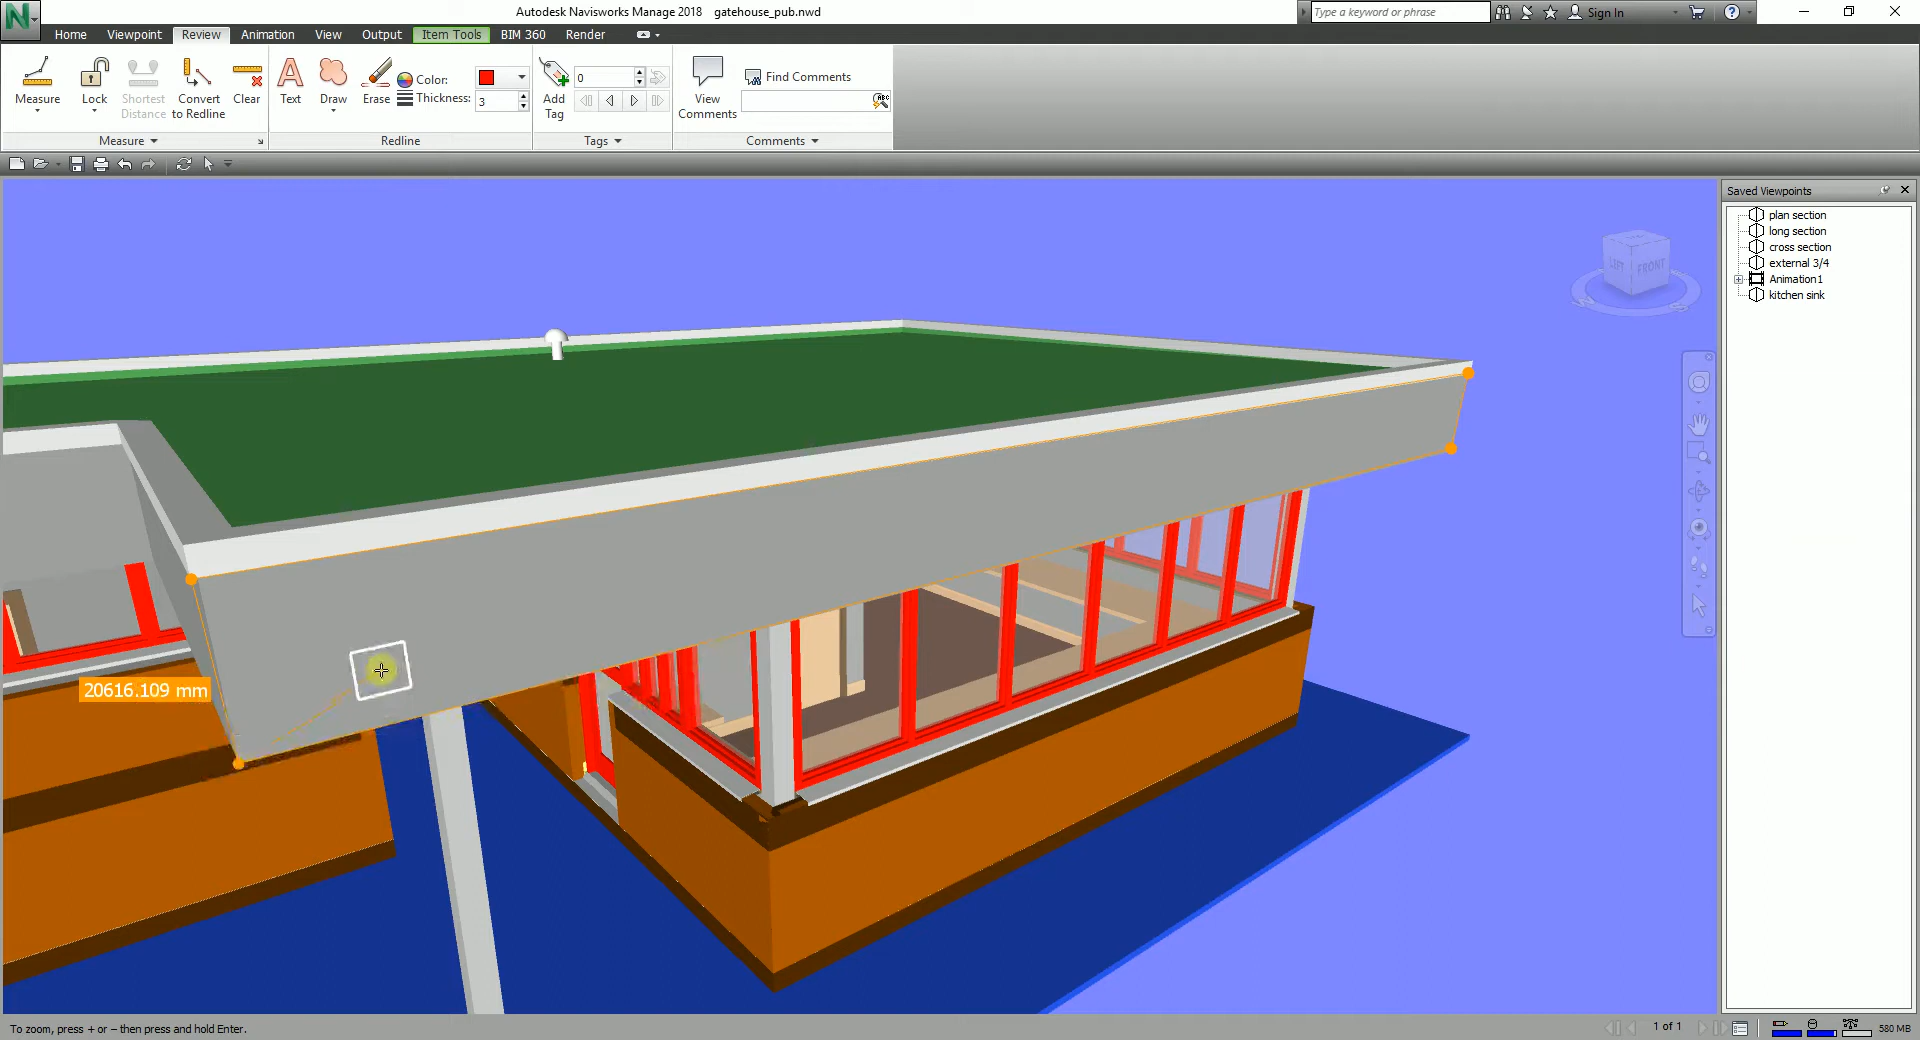 Autodesk Navisworks Manage 2018 gatehouse_pub.nwd
Type a keyword or phrase
Sign In
Home Viewpoint Review Animation View Output Item Tools BIM 360 Render
Measure
Lock
Shortest
Distance
Convert
to Redline
Clear
Text
Draw
Erase
Color:
Thickness: 3
Add
Tag
0
View
Comments
Find Comments
ABC
Measure
Redline
Tags
Comments
Saved Viewpoints
plan section
long section
cross section
external 3/4
Animation1
kitchen sink
LEFT
FRONT
20616.109 mm
To zoom, press + or – then press and hold Enter.
1 of 1
580 MB